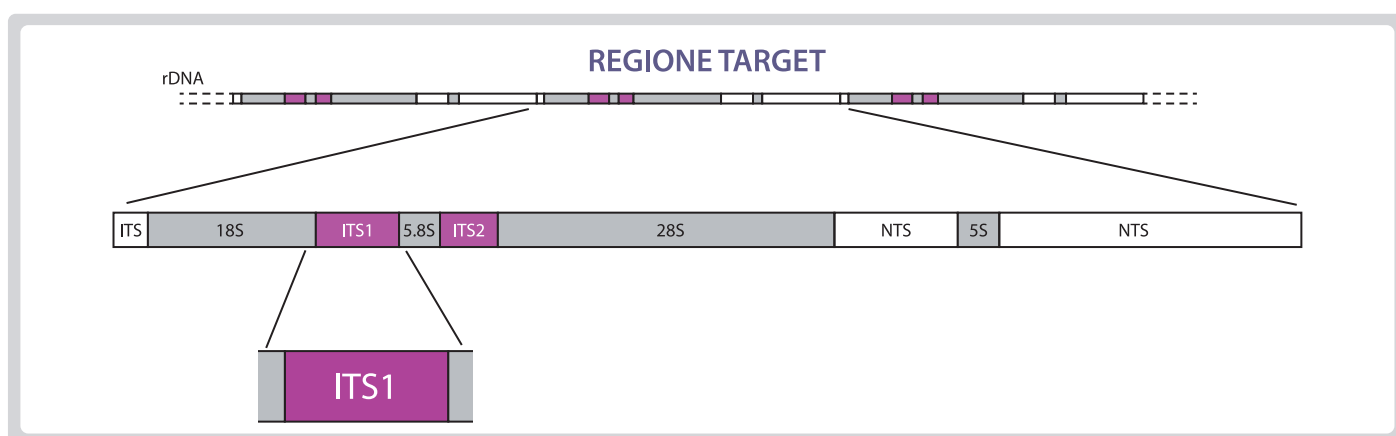 REGIONE TARGET
rDNA
ITS 18S ITS1 5.8S ITS2 28S NTS 5S NTS
ITS1